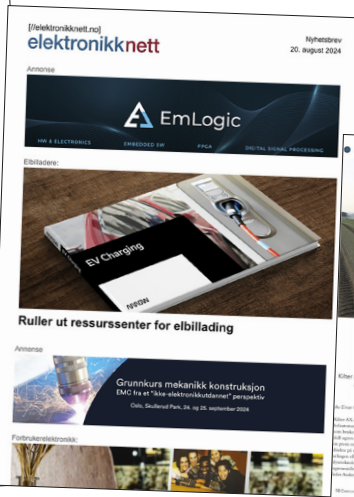 [//elektronikknett.no]
elektronikknett
Nyhetsbrev
20. august 2024
Annonse
EmLogic
HW & ELECTRONICS EMBEDDED SW FPGA DIGITAL SIGNAL PROCESSING
Elbilladere:
EV Charging
ARROW
Ruller ut ressurssenter for elbillading
Annonse
Grunnkurs mekanikk konstruksjon
EMC fra et "ikke-elektronikkutdannet" perspektiv
Oslo, Skullerud Park, 24. og 25. september 2024
Forbrukerelektronikk: